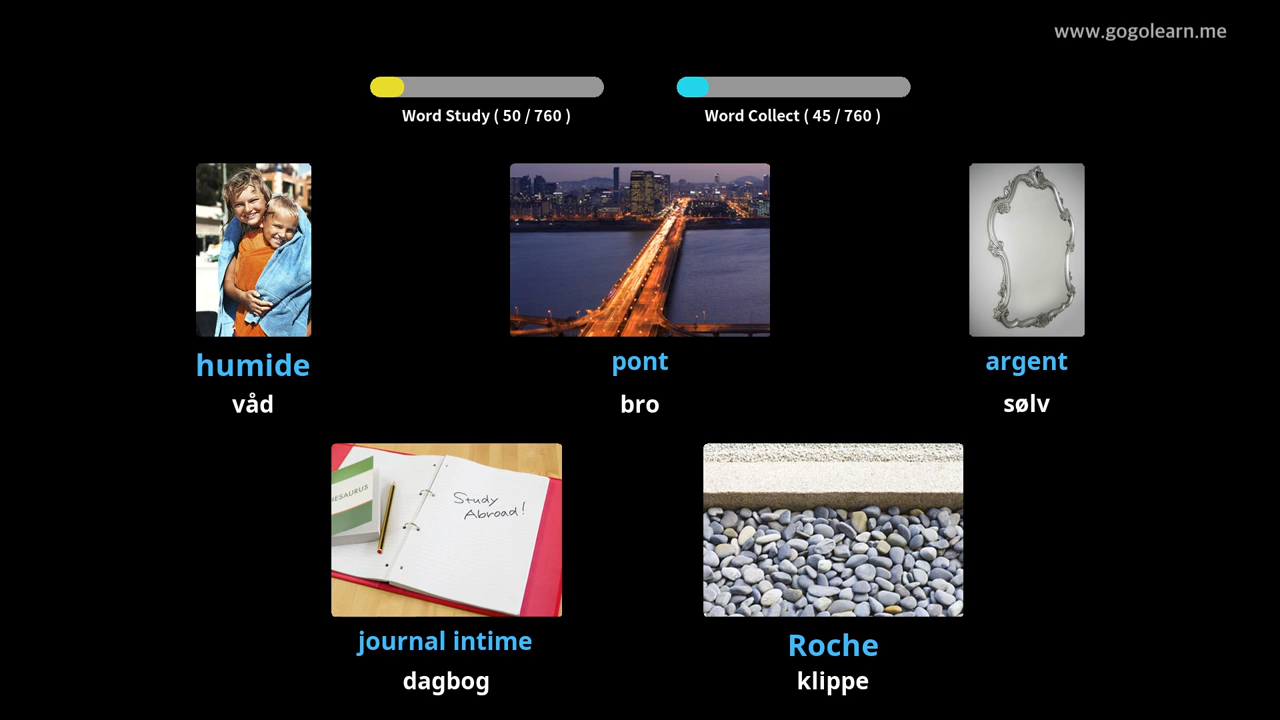 www.gogolearn.me
Word Study ( 50 / 760 )
Word Collect ( 45 / 760 )
humide
pont
argent
våd
bro
sølv
ESAURUS
Study
Abroad!
journal intime
Roche
dagbog
klippe